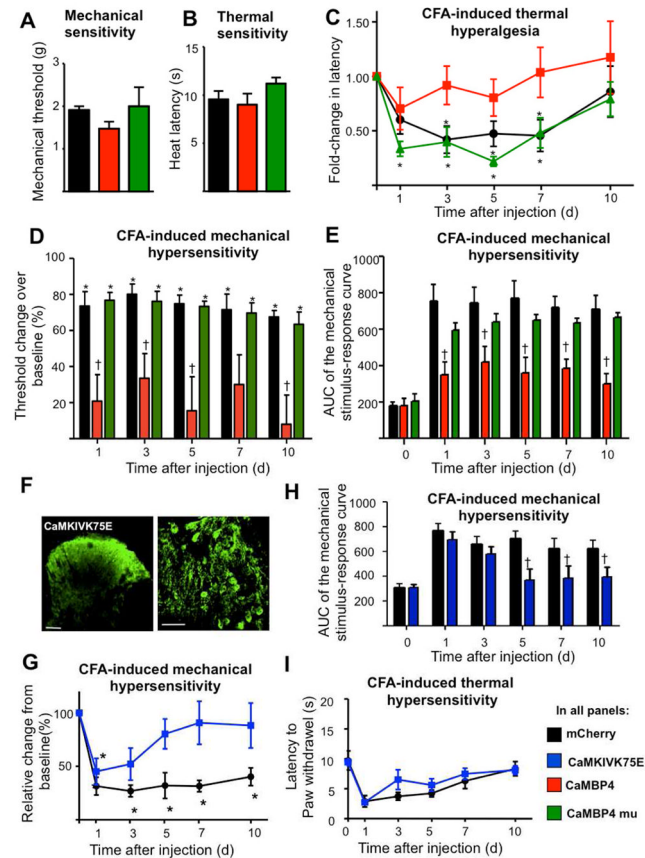 A
Mechanical
sensitivity
Mechanical threshold (g)
3
2
1
0
B
Thermal
sensitivity
Heat latency (s)
15
10
5
0
C
CFA-induced thermal
hyperalgesia
Fold-change in latency
1.00
0.50
* * *
* * * *
1 3 5 7 10
Time after injection (d)
D
CFA-induced mechanical
hypersensitivity
Threshold change over
baseline (%)
100
80
60
40
20
* * * * * * * * * *
† † † †
1 3 5 7 10
Time after injection (d)
E
CFA-induced mechanical
hypersensitivity
AUC of the mechanical
stimulus-response curve
1000
800
600
400
200
† † † † †
0 1 3 5 7 10
Time after injection (d)
F
CaMKIVK75E
H
CFA-induced mechanical
hypersensitivity
AUC of the mechanical
stimulus-response curve
1000
800
600
400
200
† † †
0 1 3 5 7 10
Time after injection (d)
G
CFA-induced mechanical
hypersensitivity
Relative change from
baseline(%)
100
50
*
* * * *
1 3 5 7 10
Time after injection (d)
I
CFA-induced thermal
hypersensitivity
Latency to
Paw withdrawel (s)
20
15
10
5
0
0 1 3 5 7 10
Time after injection (d)
In all panels:
mCherry
CaMKIVK75E
CaMBP4
CaMBP4 mu